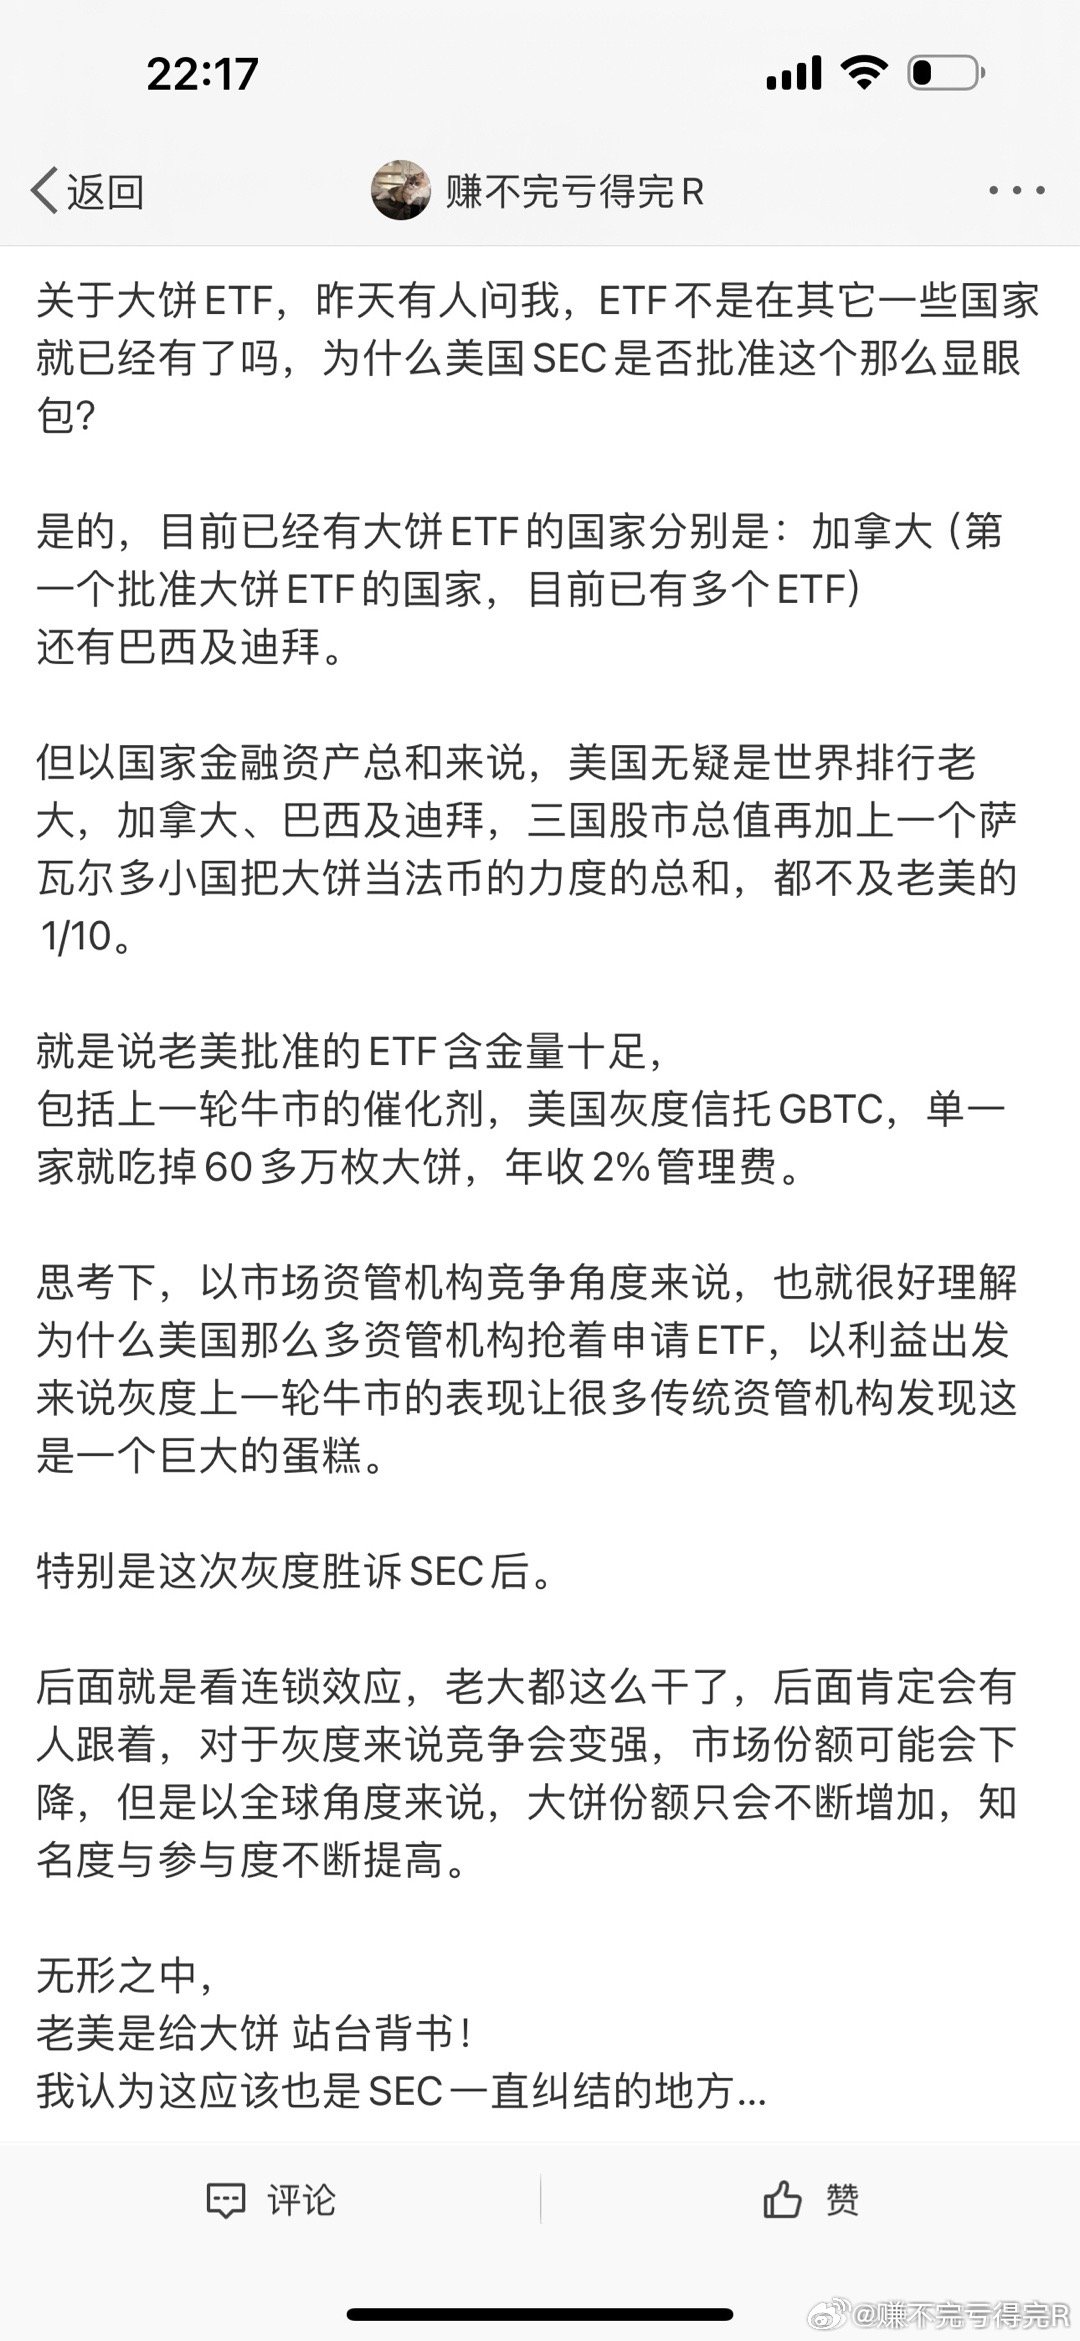 22:17
返回
赚不完亏得完R
关于大饼ETF，昨天有人问我，ETF不是在其它一些国家
就已经有了吗，为什么美国SEC是否批准这个那么显眼
包？
是的，目前已经有大饼ETF的国家分别是：加拿大（第
一个批准大饼ETF的国家，目前已有多个ETF）
还有巴西及迪拜。
但以国家金融资产总和来说，美国无疑是世界排行老
大，加拿大、巴西及迪拜，三国股市总值再加上一个萨
瓦尔多小国把大饼当法币的力度的总和，都不及老美的
1/10。
就是说老美批准的ETF含金量十足，
包括上一轮牛市的催化剂，美国灰度信托GBTC，单一
家就吃掉60多万枚大饼，年收2%管理费。
思考下，以市场资管机构竞争角度来说，也就很好理解
为什么美国那么多资管机构抢着申请ETF，以利益出发
来说灰度上一轮牛市的表现让很多传统资管机构发现这
是一个巨大的蛋糕。
特别是这次灰度胜诉SEC后。
后面就是看连锁效应，老大都这么干了，后面肯定会有
人跟着，对于灰度来说竞争会变强，市场份额可能会下
降，但是以全球角度来说，大饼份额只会不断增加，知
名度与参与度不断提高。
无形之中，
老美是给大饼 站台背书！
我认为这应该也是SEC一直纠结的地方...
评论
赞
@赚不完亏得完R